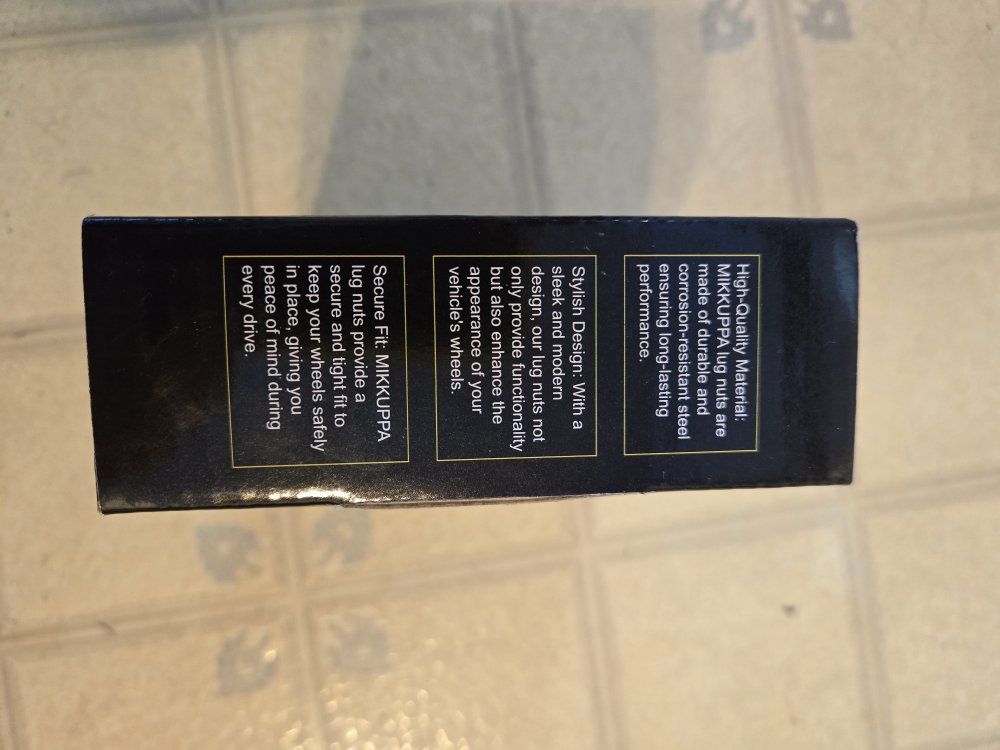 High-Quality Material:
MIKKUPPA lug nuts are
made of durable and
corrosion-resistant steel
ensuring long-lasting
performance.
Stylish Design: With a
sleek and modern
design, our lug nuts not
only provide functionality
but also enhance the
appearance of your
vehicle's wheels.
Secure Fit: MIKKUPPA
lug nuts provide a
secure and tight fit to
keep your wheels safely
in place, giving you
peace of mind during
every drive.